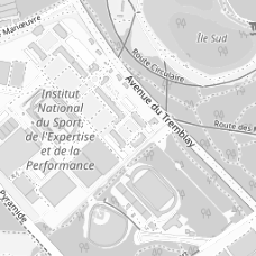 Manœuvre
Île Sud
Route Circulaire
Avenue du Tremblay
Institut
National
du Sport
de l'Expertise
et de la
Performance
Route des
Pyramide